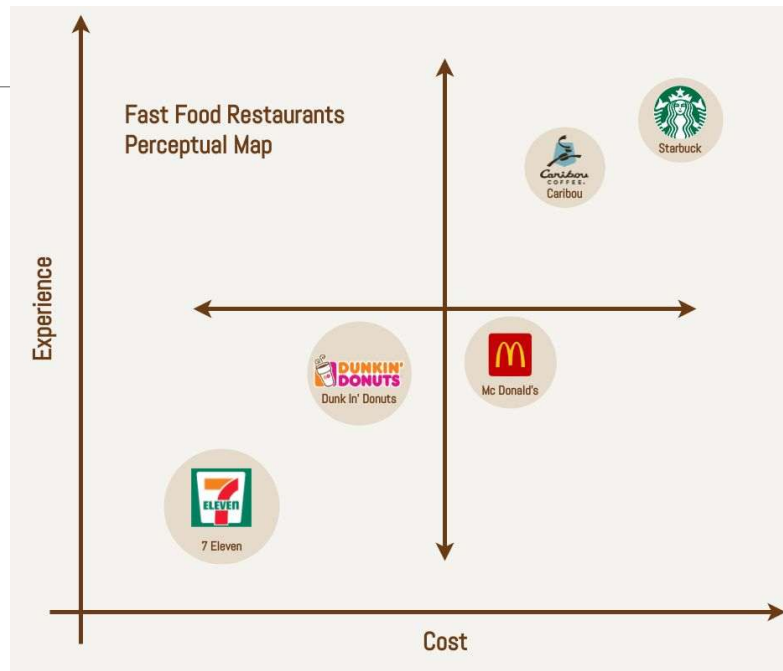 Fast Food Restaurants
Perceptual Map
Starbuck
Caribou
COFFEE.
Caribou
Experience
DUNKIN'
DONUTS
Dunk In' Donuts
Mc Donald's
7
ELEVEn
7 Eleven
Cost